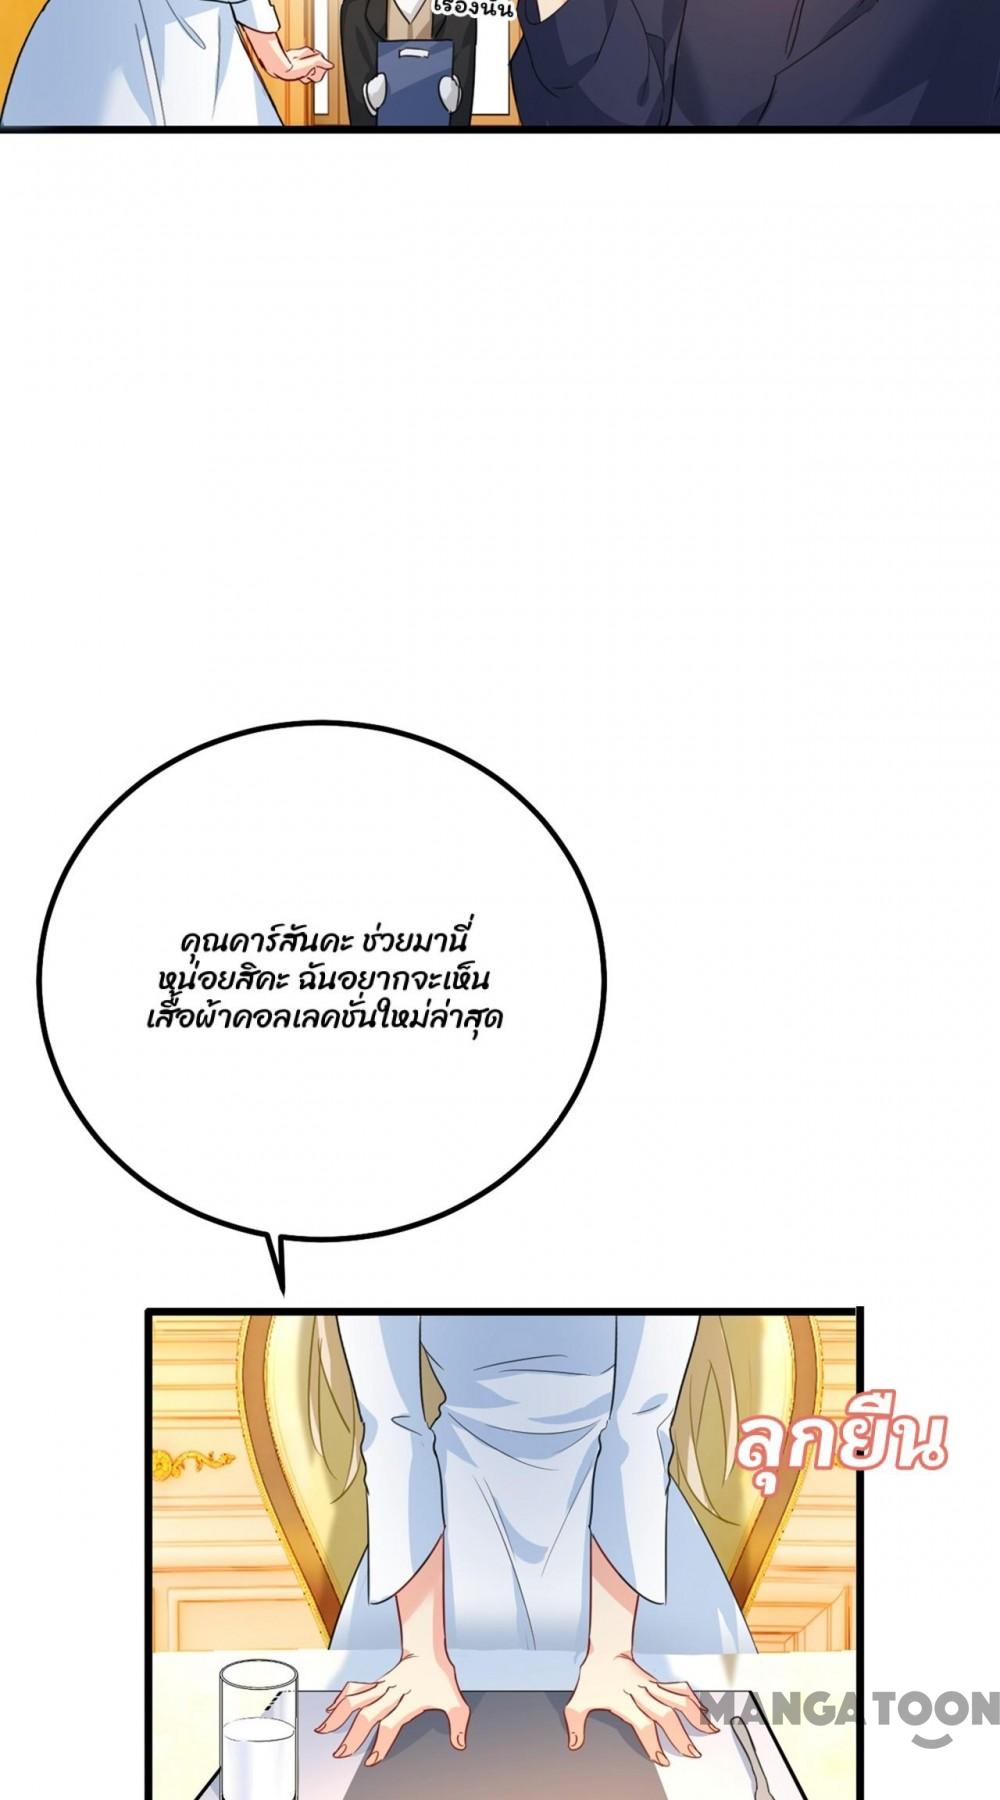 เรื่องนั้น
คุณคาร์สันคะ ช่วยมานี่
หน่อยสิคะ ฉันอยากจะเห็น
เสื้อผ้าคอลเลคชั่นใหม่ล่าสุด
ลุกยืน
MANGATOON